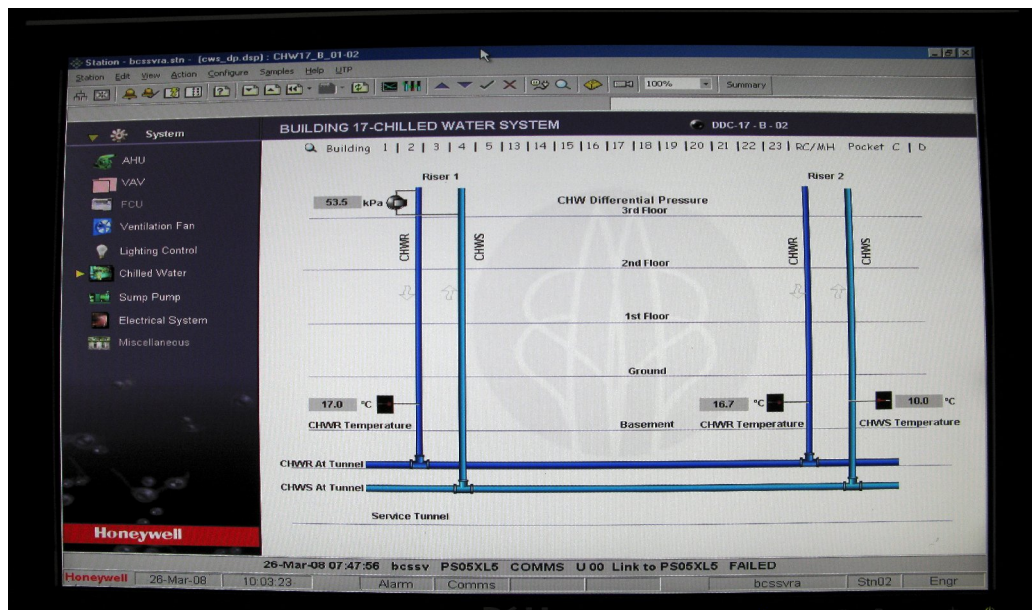 Station - bcssvra.stn - (cws_dp.dsp) : CHW17_B_01-02
Station Edit View Action Configure Samples Help UTP
100% Summary
System
BUILDING 17-CHILLED WATER SYSTEM DDC-17 - B - 02
Building 1 | 2 | 3 | 4 | 5 | 13 | 14 | 15 | 16 | 17 | 18 | 19 | 20 | 21 | 22 | 23 | RC/MH Pocket C | D
AHU
VAV
FCU
Ventilation Fan
Lighting Control
Chilled Water
Sump Pump
Electrical System
Miscellaneous
Riser 1 Riser 2
53.5 kPa CHW Differential Pressure
3rd Floor
CHWR CHWS CHWR CHWS
2nd Floor
1st Floor
Ground
17.0 °C 16.7 °C 10.0 °C
CHWR Temperature Basement CHWR Temperature CHWS Temperature
CHWR At Tunnel
CHWS At Tunnel
Service Tunnel
Honeywell
26-Mar-08 07:47:56 bcssv PS05XL5 COMMS U 00 Link to PS05XL5 FAILED
Honeywell 26-Mar-08 10:03:23 Alarm Comms bcssvra Stn02 Engr